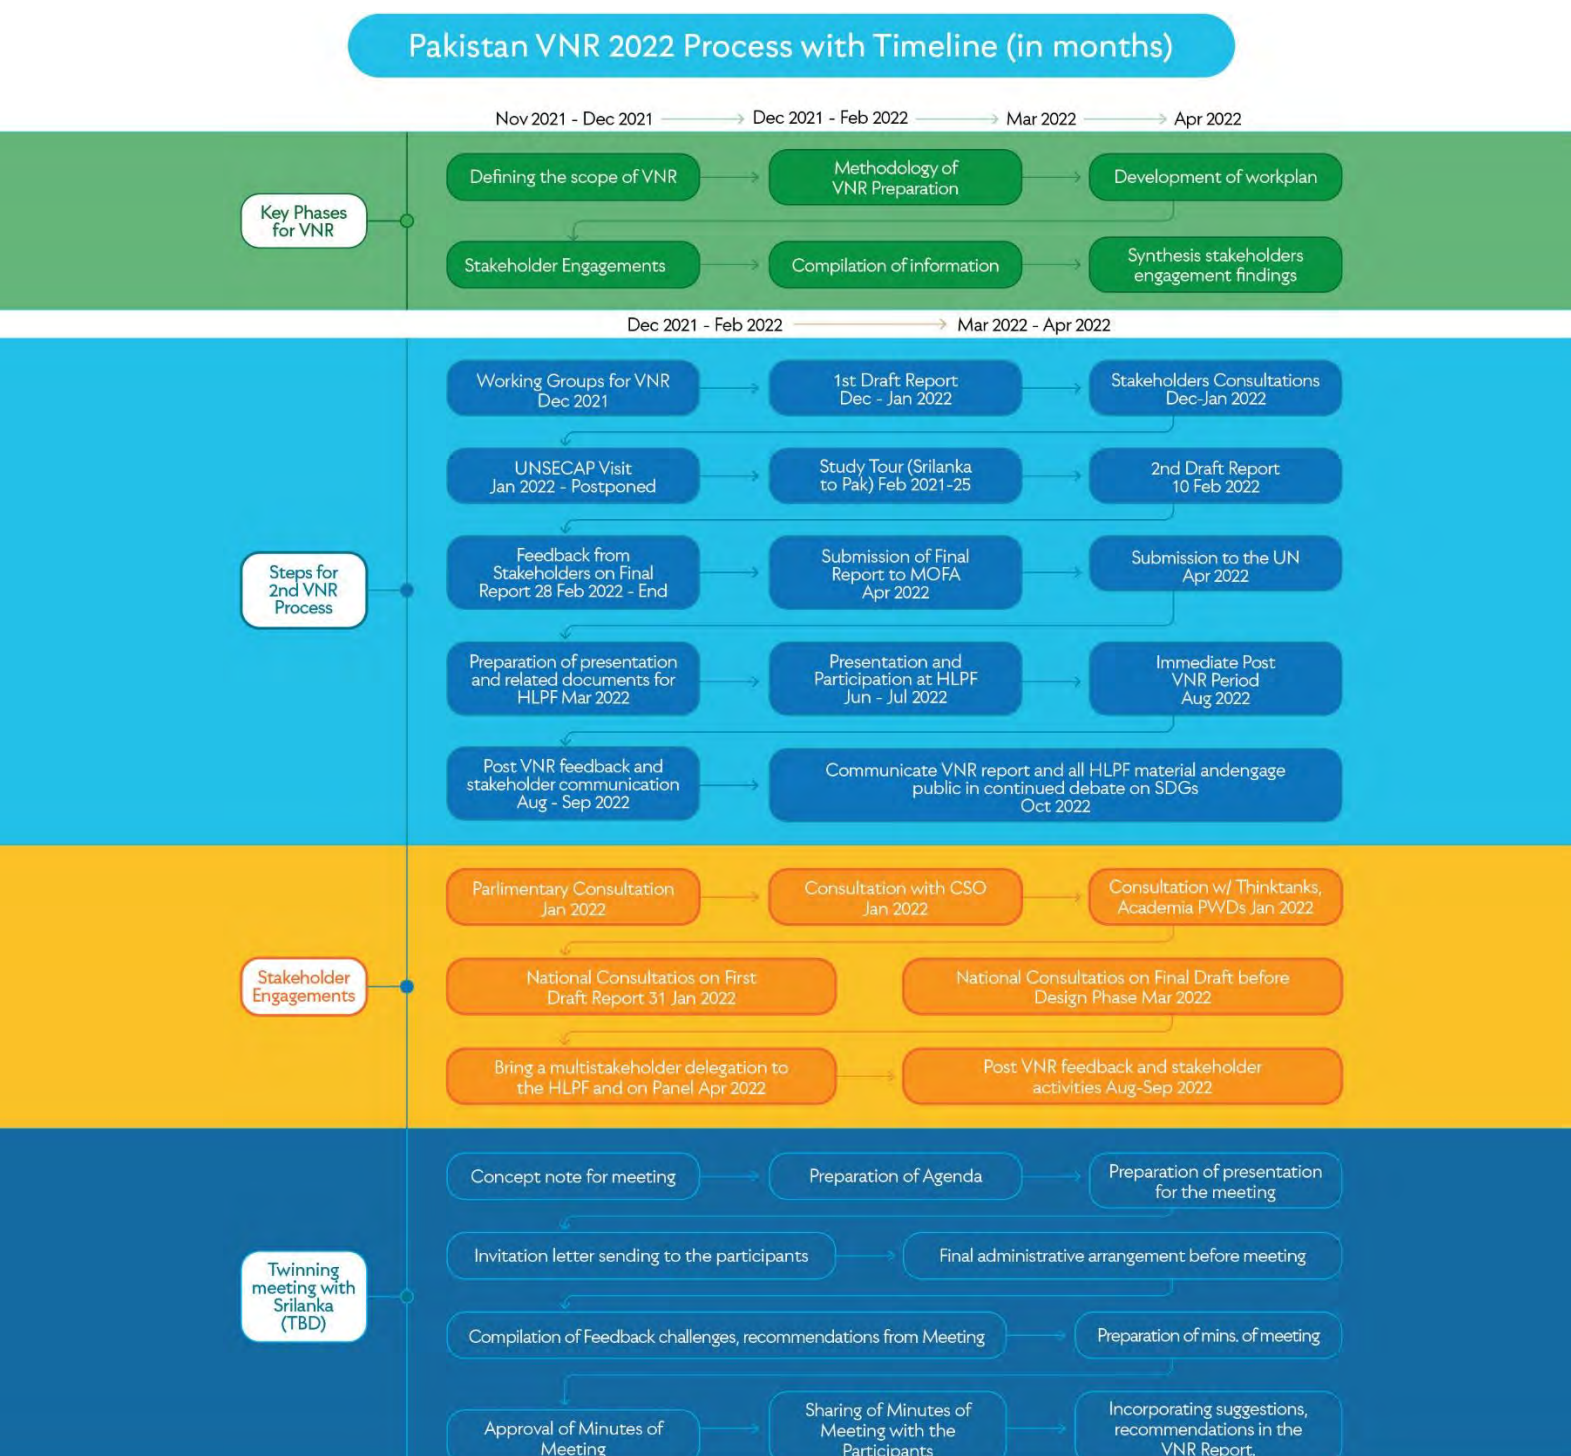 Pakistan VNR 2022 Process with Timeline (in months)
Nov 2021 - Dec 2021
Dec 2021 - Feb 2022
Mar 2022
Apr 2022
Key Phases
for VNR
Defining the scope of VNR
Methodology of
VNR Preparation
Development of workplan
Stakeholder Engagements
Compilation of information
Synthesis stakeholders
engagement findings
Dec 2021 - Feb 2022
Mar 2022 - Apr 2022
Steps for
2nd VNR
Process
Working Groups for VNR
Dec 2021
1st Draft Report
Dec - Jan 2022
Stakeholders Consultations
Dec-Jan 2022
UNSECAP Visit
Jan 2022 - Postponed
Study Tour (Srilanka
to Pak) Feb 2021-25
2nd Draft Report
10 Feb 2022
Feedback from
Stakeholders on Final
Report 28 Feb 2022 - End
Submission of Final
Report to MOFA
Apr 2022
Submission to the UN
Apr 2022
Preparation of presentation
and related documents for
HLPF Mar 2022
Presentation and
Participation at HLPF
Jun - Jul 2022
Immediate Post
VNR Period
Aug 2022
Post VNR feedback and
stakeholder communication
Aug - Sep 2022
Communicate VNR report and all HLPF material andengage
public in continued debate on SDGs
Oct 2022
Stakeholder
Engagements
Parlimentary Consultation
Jan 2022
Consultation with CSO
Jan 2022
Consultation w/ Thinktanks,
Academia PWDs Jan 2022
National Consultatios on First
Draft Report 31 Jan 2022
National Consultatios on Final Draft before
Design Phase Mar 2022
Bring a multistakeholder delegation to
the HLPF and on Panel Apr 2022
Post VNR feedback and stakeholder
activities Aug-Sep 2022
Twinning
meeting with
Srilanka
(TBD)
Concept note for meeting
Preparation of Agenda
Preparation of presentation
for the meeting
Invitation letter sending to the participants
Final administrative arrangement before meeting
Compilation of Feedback challenges, recommendations from Meeting
Preparation of mins. of meeting
Approval of Minutes of
Meeting
Sharing of Minutes of
Meeting with the
Participants
Incorporating suggestions,
recommendations in the
VNR Report.